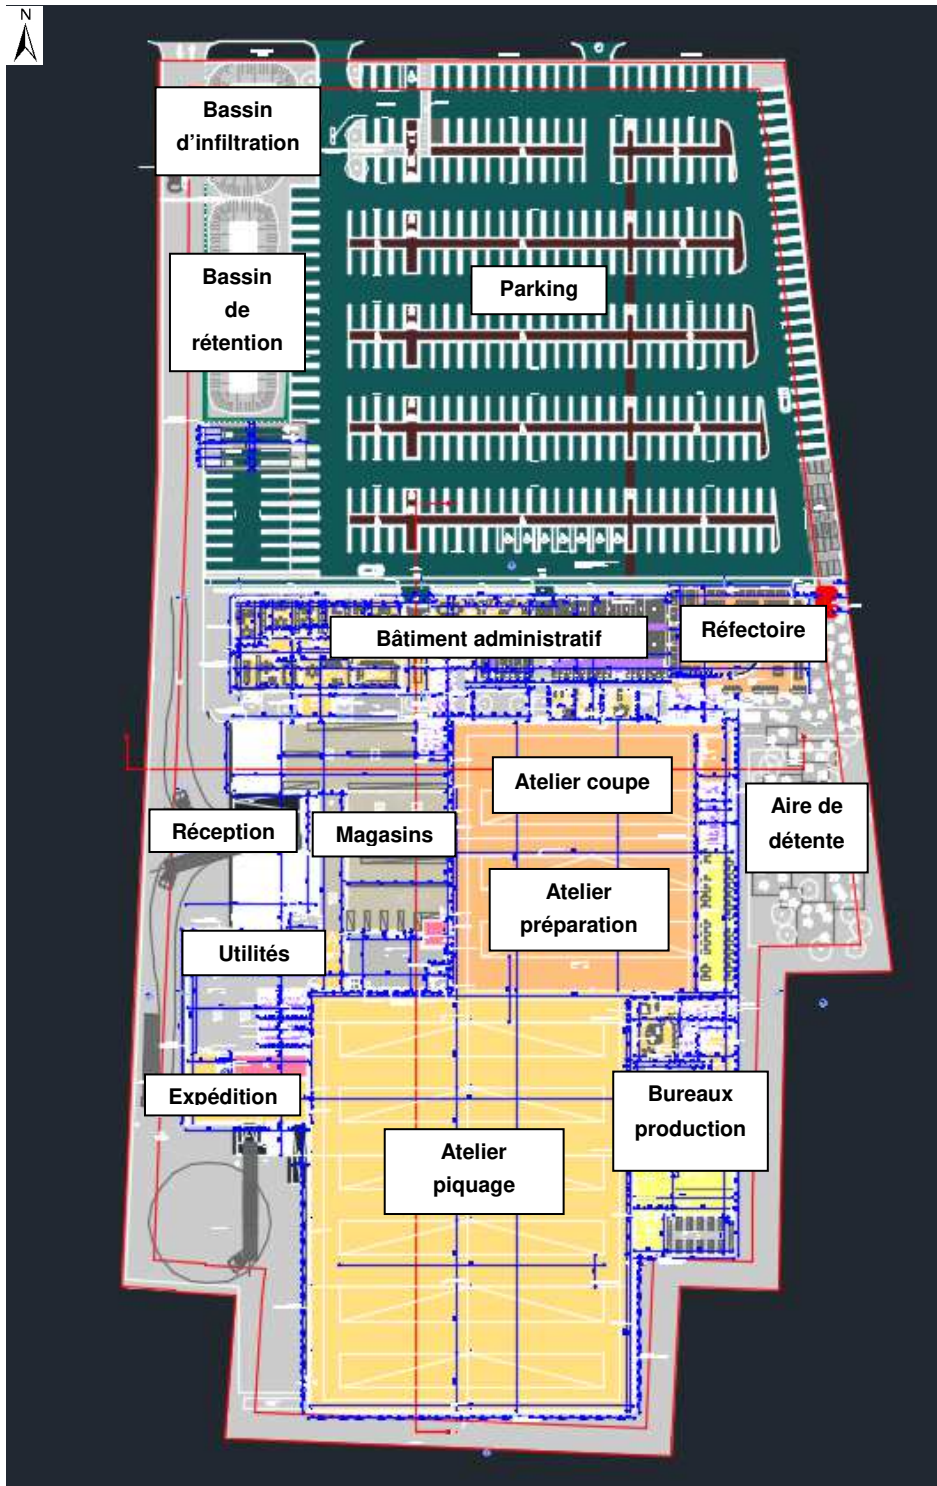 N
Bassin
d’infiltration
Bassin
de
rétention
Parking
Bâtiment administratif
Réfectoire
Atelier coupe
Aire de
détente
Réception
Magasins
Atelier
préparation
Utilités
Expédition
Bureaux
production
Atelier
piquage